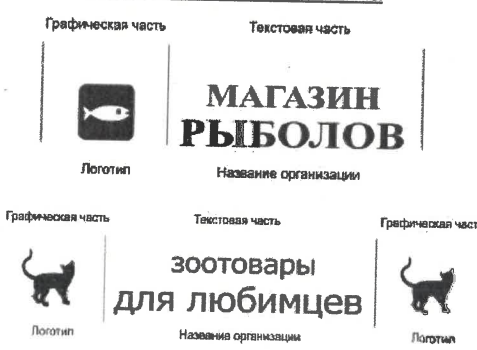 Графическая часть Текстовая часть
МАГАЗИН
РЫБОЛОВ
Логотип Название организации
Графическая часть Текстовая часть Графическая част
зоотовары
для любимцев
Логотип Название организации Логотип